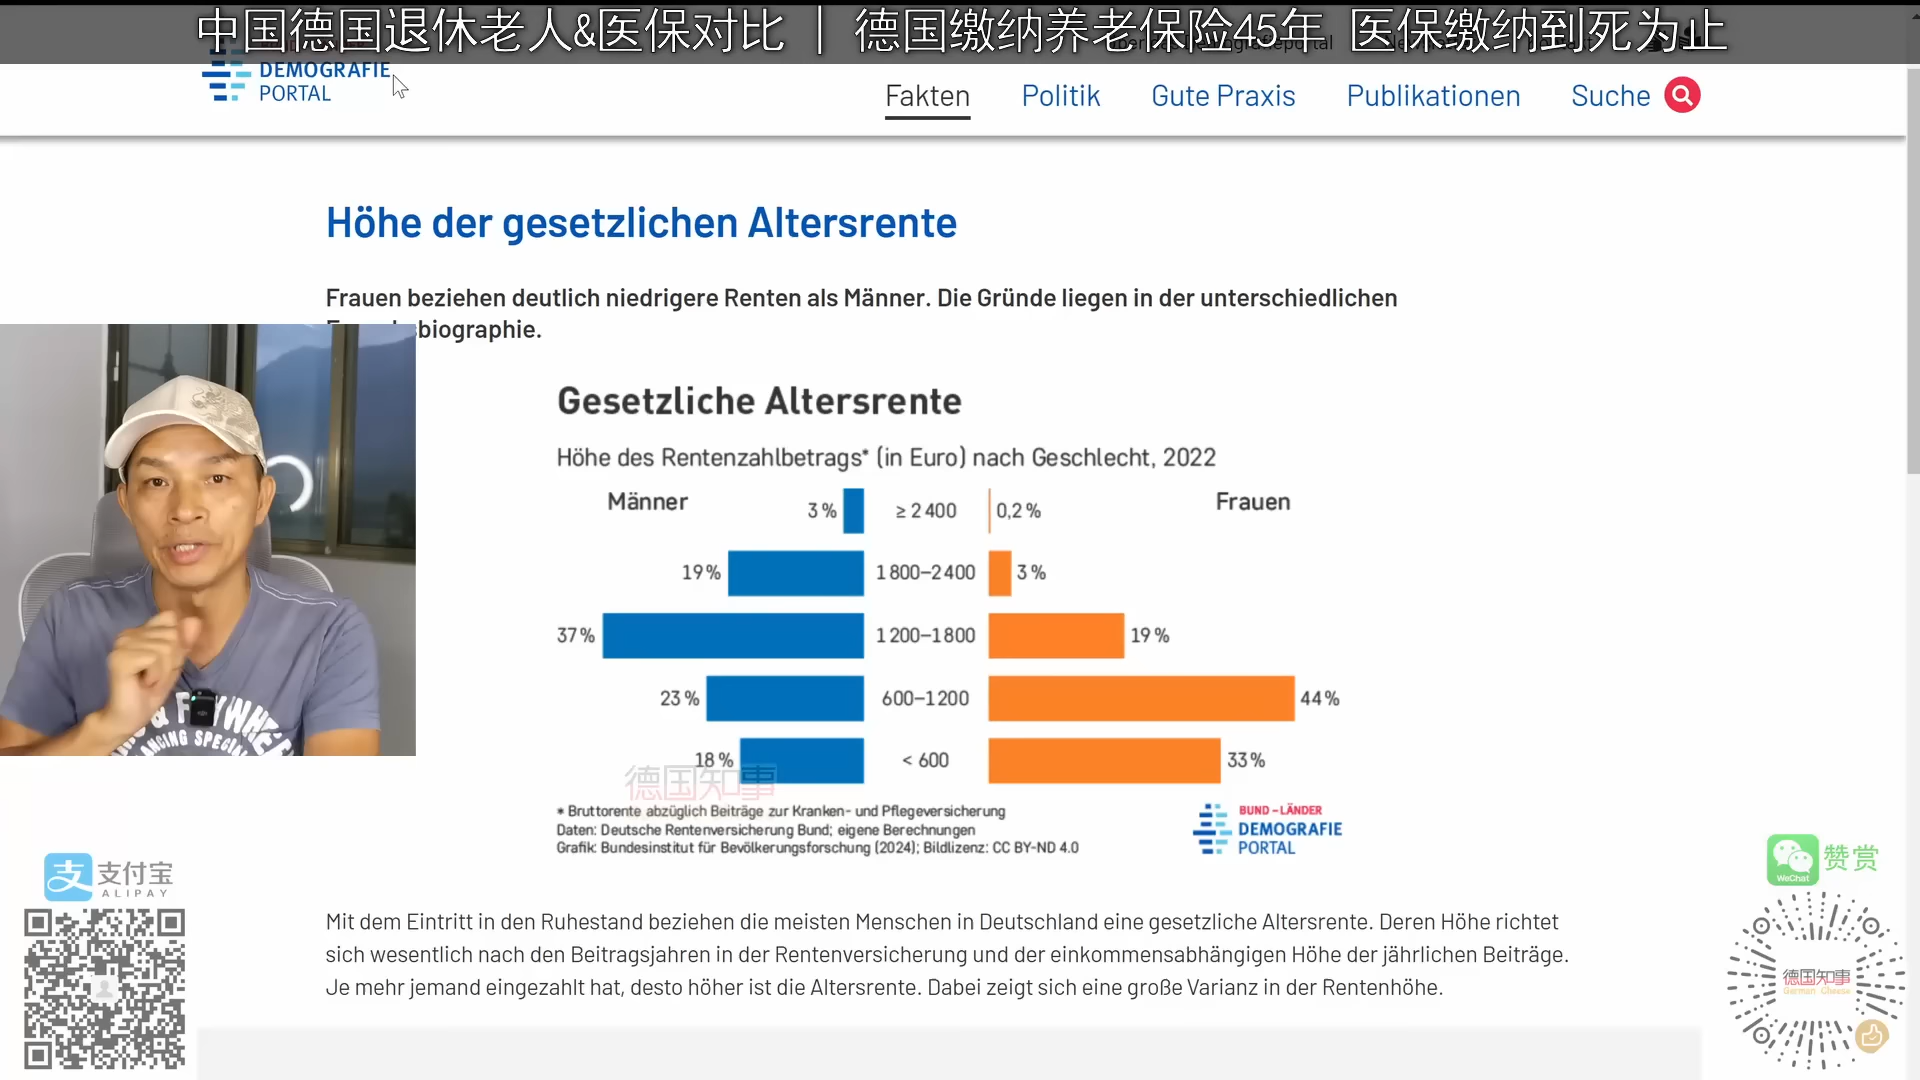 中国德国退休老人&医保对比 ｜ 德国缴纳养老保险45年 医保缴纳到死为止
DEMOGRAFIE
PORTAL
Fakten
Politik
Gute Praxis
Publikationen
Suche
Höhe der gesetzlichen Altersrente
Frauen beziehen deutlich niedrigere Renten als Männer. Die Gründe liegen in der unterschiedlichen
biographie.
Gesetzliche Altersrente
Höhe des Rentenzahlbetrags* (in Euro) nach Geschlecht, 2022
Männer
Frauen
3 % ≥ 2 400 0,2 %
19 % 1 800–2 400 3 %
37 % 1 200–1 800 19 %
23 % 600–1 200 44 %
18 % < 600 33 %
德国知事
* Bruttorente abzüglich Beiträge zur Kranken- und Pflegeversicherung
Daten: Deutsche Rentenversicherung Bund; eigene Berechnungen
Grafik: Bundesinstitut für Bevölkerungsforschung (2024); Bildlizenz: CC BY-ND 4.0
BUND – LÄNDER
DEMOGRAFIE
PORTAL
Mit dem Eintritt in den Ruhestand beziehen die meisten Menschen in Deutschland eine gesetzliche Altersrente. Deren Höhe richtet
sich wesentlich nach den Beitragsjahren in der Rentenversicherung und der einkommensabhängigen Höhe der jährlichen Beiträge.
Je mehr jemand eingezahlt hat, desto höher ist die Altersrente. Dabei zeigt sich eine große Varianz in der Rentenhöhe.
支 支付宝
ALIPAY
WeChat
赞赏
德国知事
German Cheese